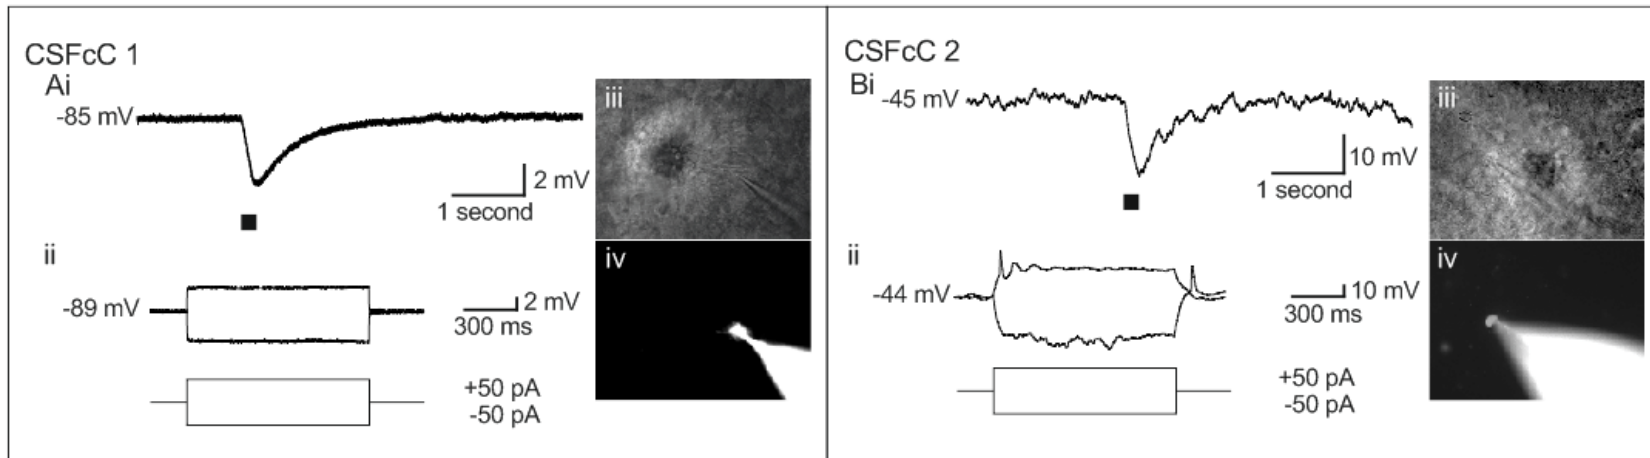 CSFcC 1
Ai
-85 mV
2 mV
1 second
iii
ii
-89 mV
2 mV
300 ms
iv
+50 pA
-50 pA
CSFcC 2
Bi
-45 mV
10 mV
1 second
iii
ii
-44 mV
10 mV
300 ms
iv
+50 pA
-50 pA